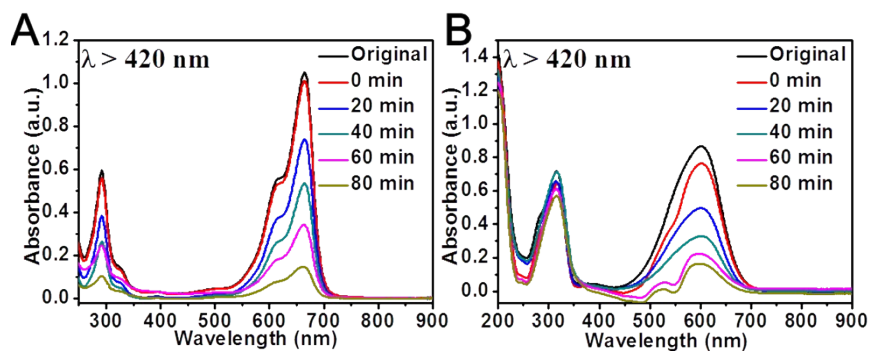 A
λ > 420 nm
Original
0 min
20 min
40 min
60 min
80 min
Absorbance (a.u.)
1.2
1.0
0.8
0.6
0.4
0.2
0.0
300 400 500 600 700 800 900
Wavelength (nm)
B
λ > 420 nm
Original
0 min
20 min
40 min
60 min
80 min
Absorbance (a.u.)
1.4
1.2
1.0
0.8
0.6
0.4
0.2
0.0
200 300 400 500 600 700 800 900
Wavelength (nm)